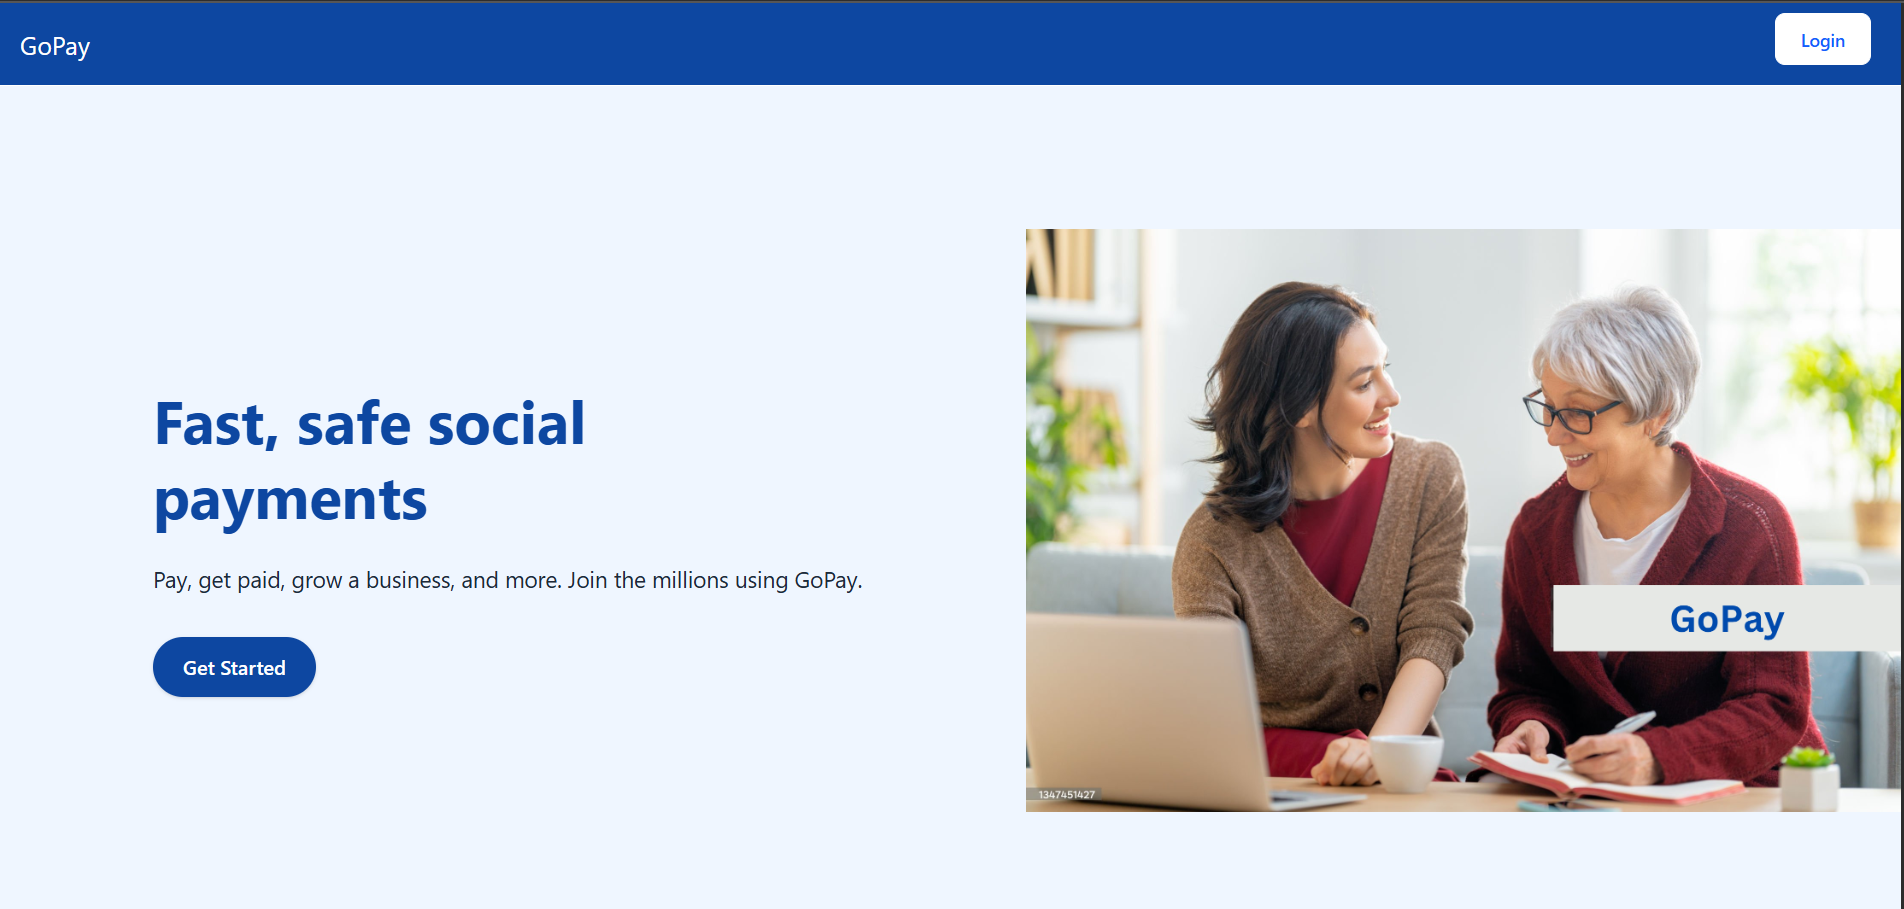 GoPay
Login
Fast, safe social
payments
Pay, get paid, grow a business, and more. Join the millions using GoPay.
Get Started
GoPay
1347451427